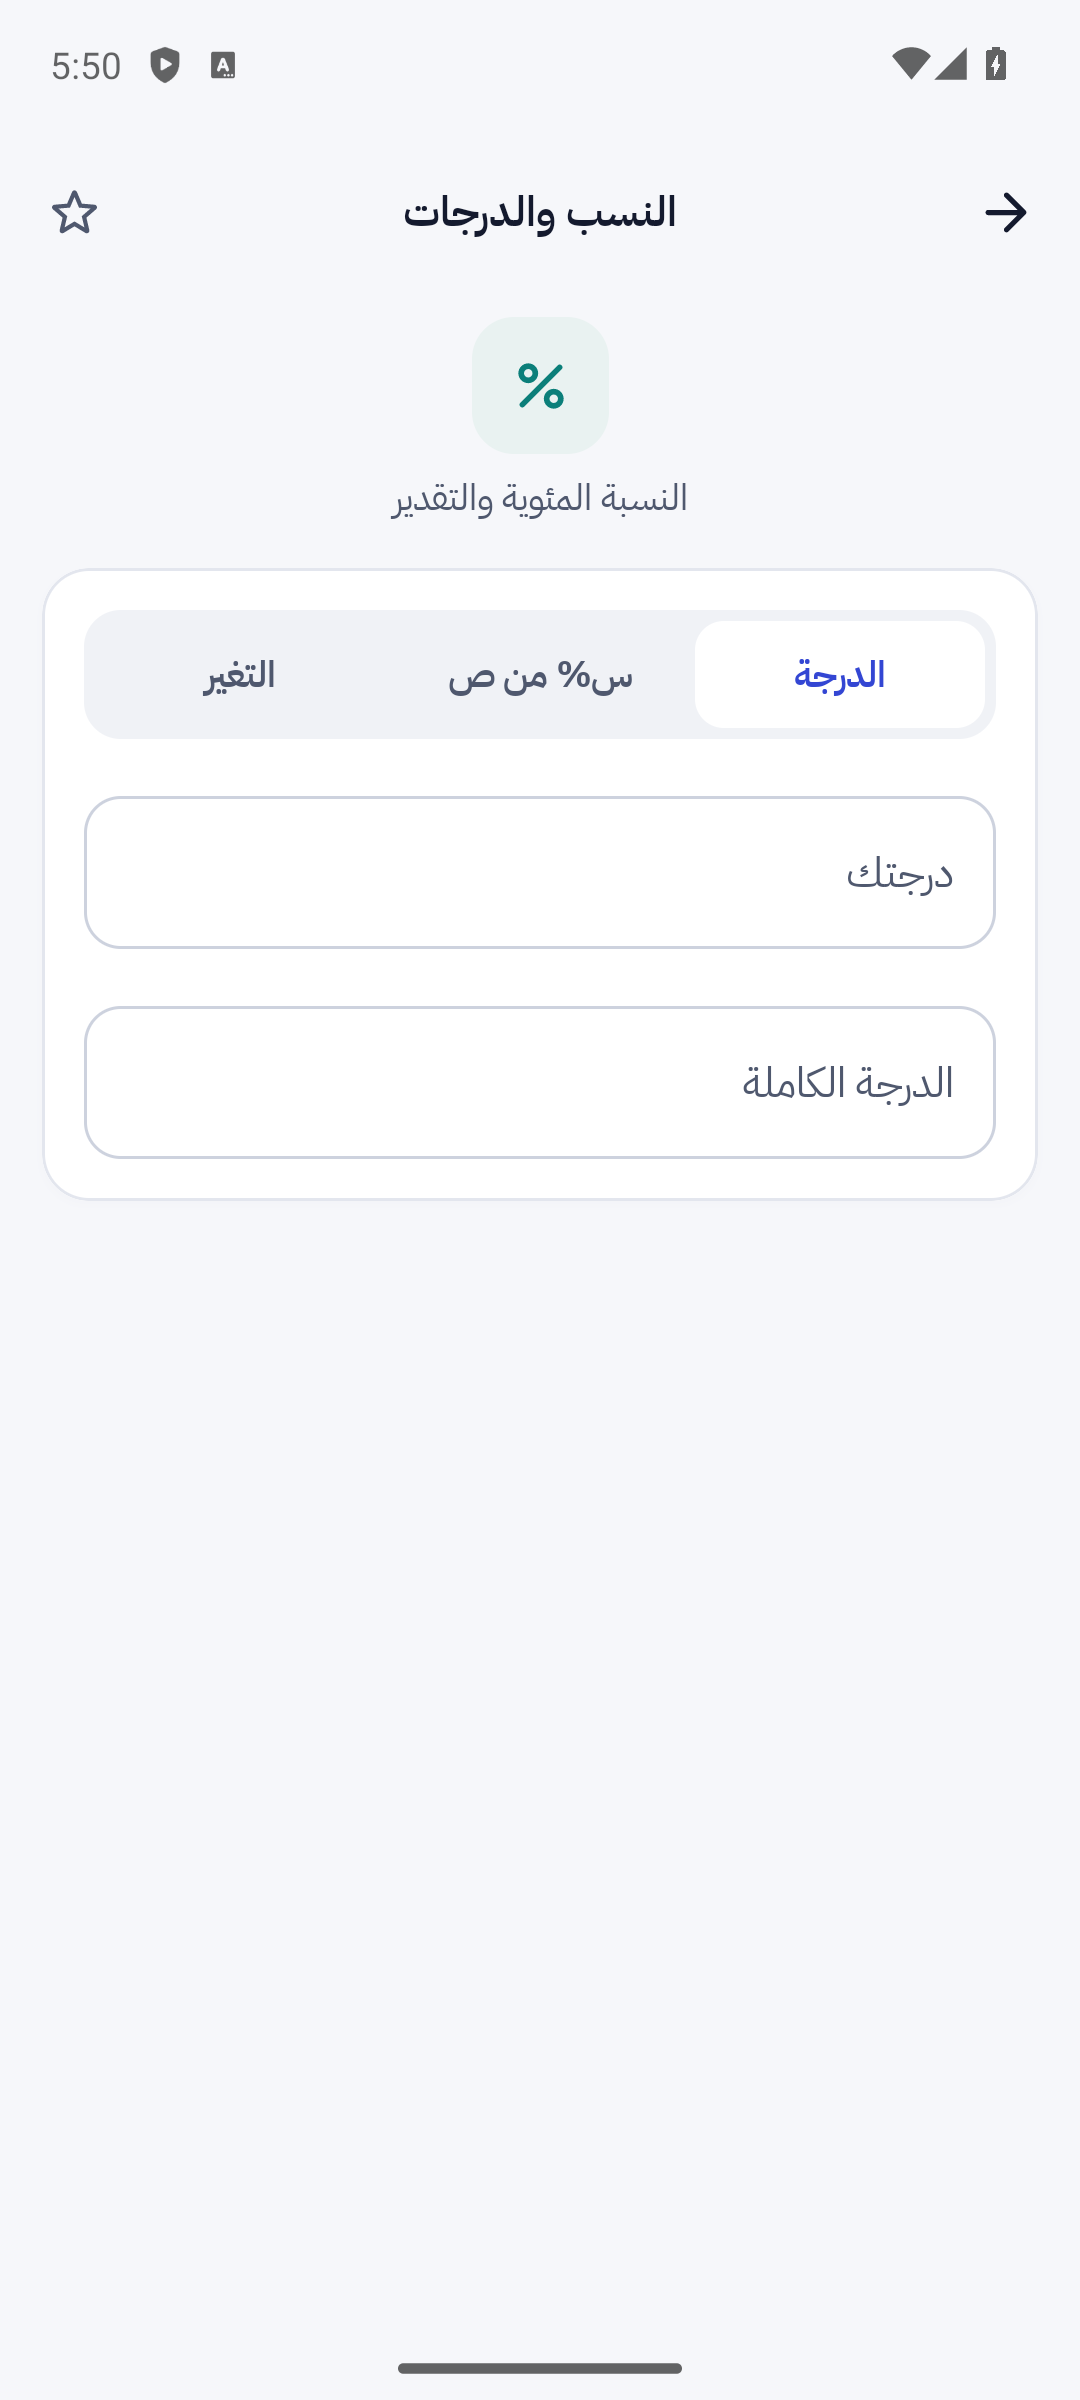 5:50
النسب والدرجات
%
النسبة المئوية والتقدير
الدرجة
س% من ص
التغير
درجتك
الدرجة الكاملة